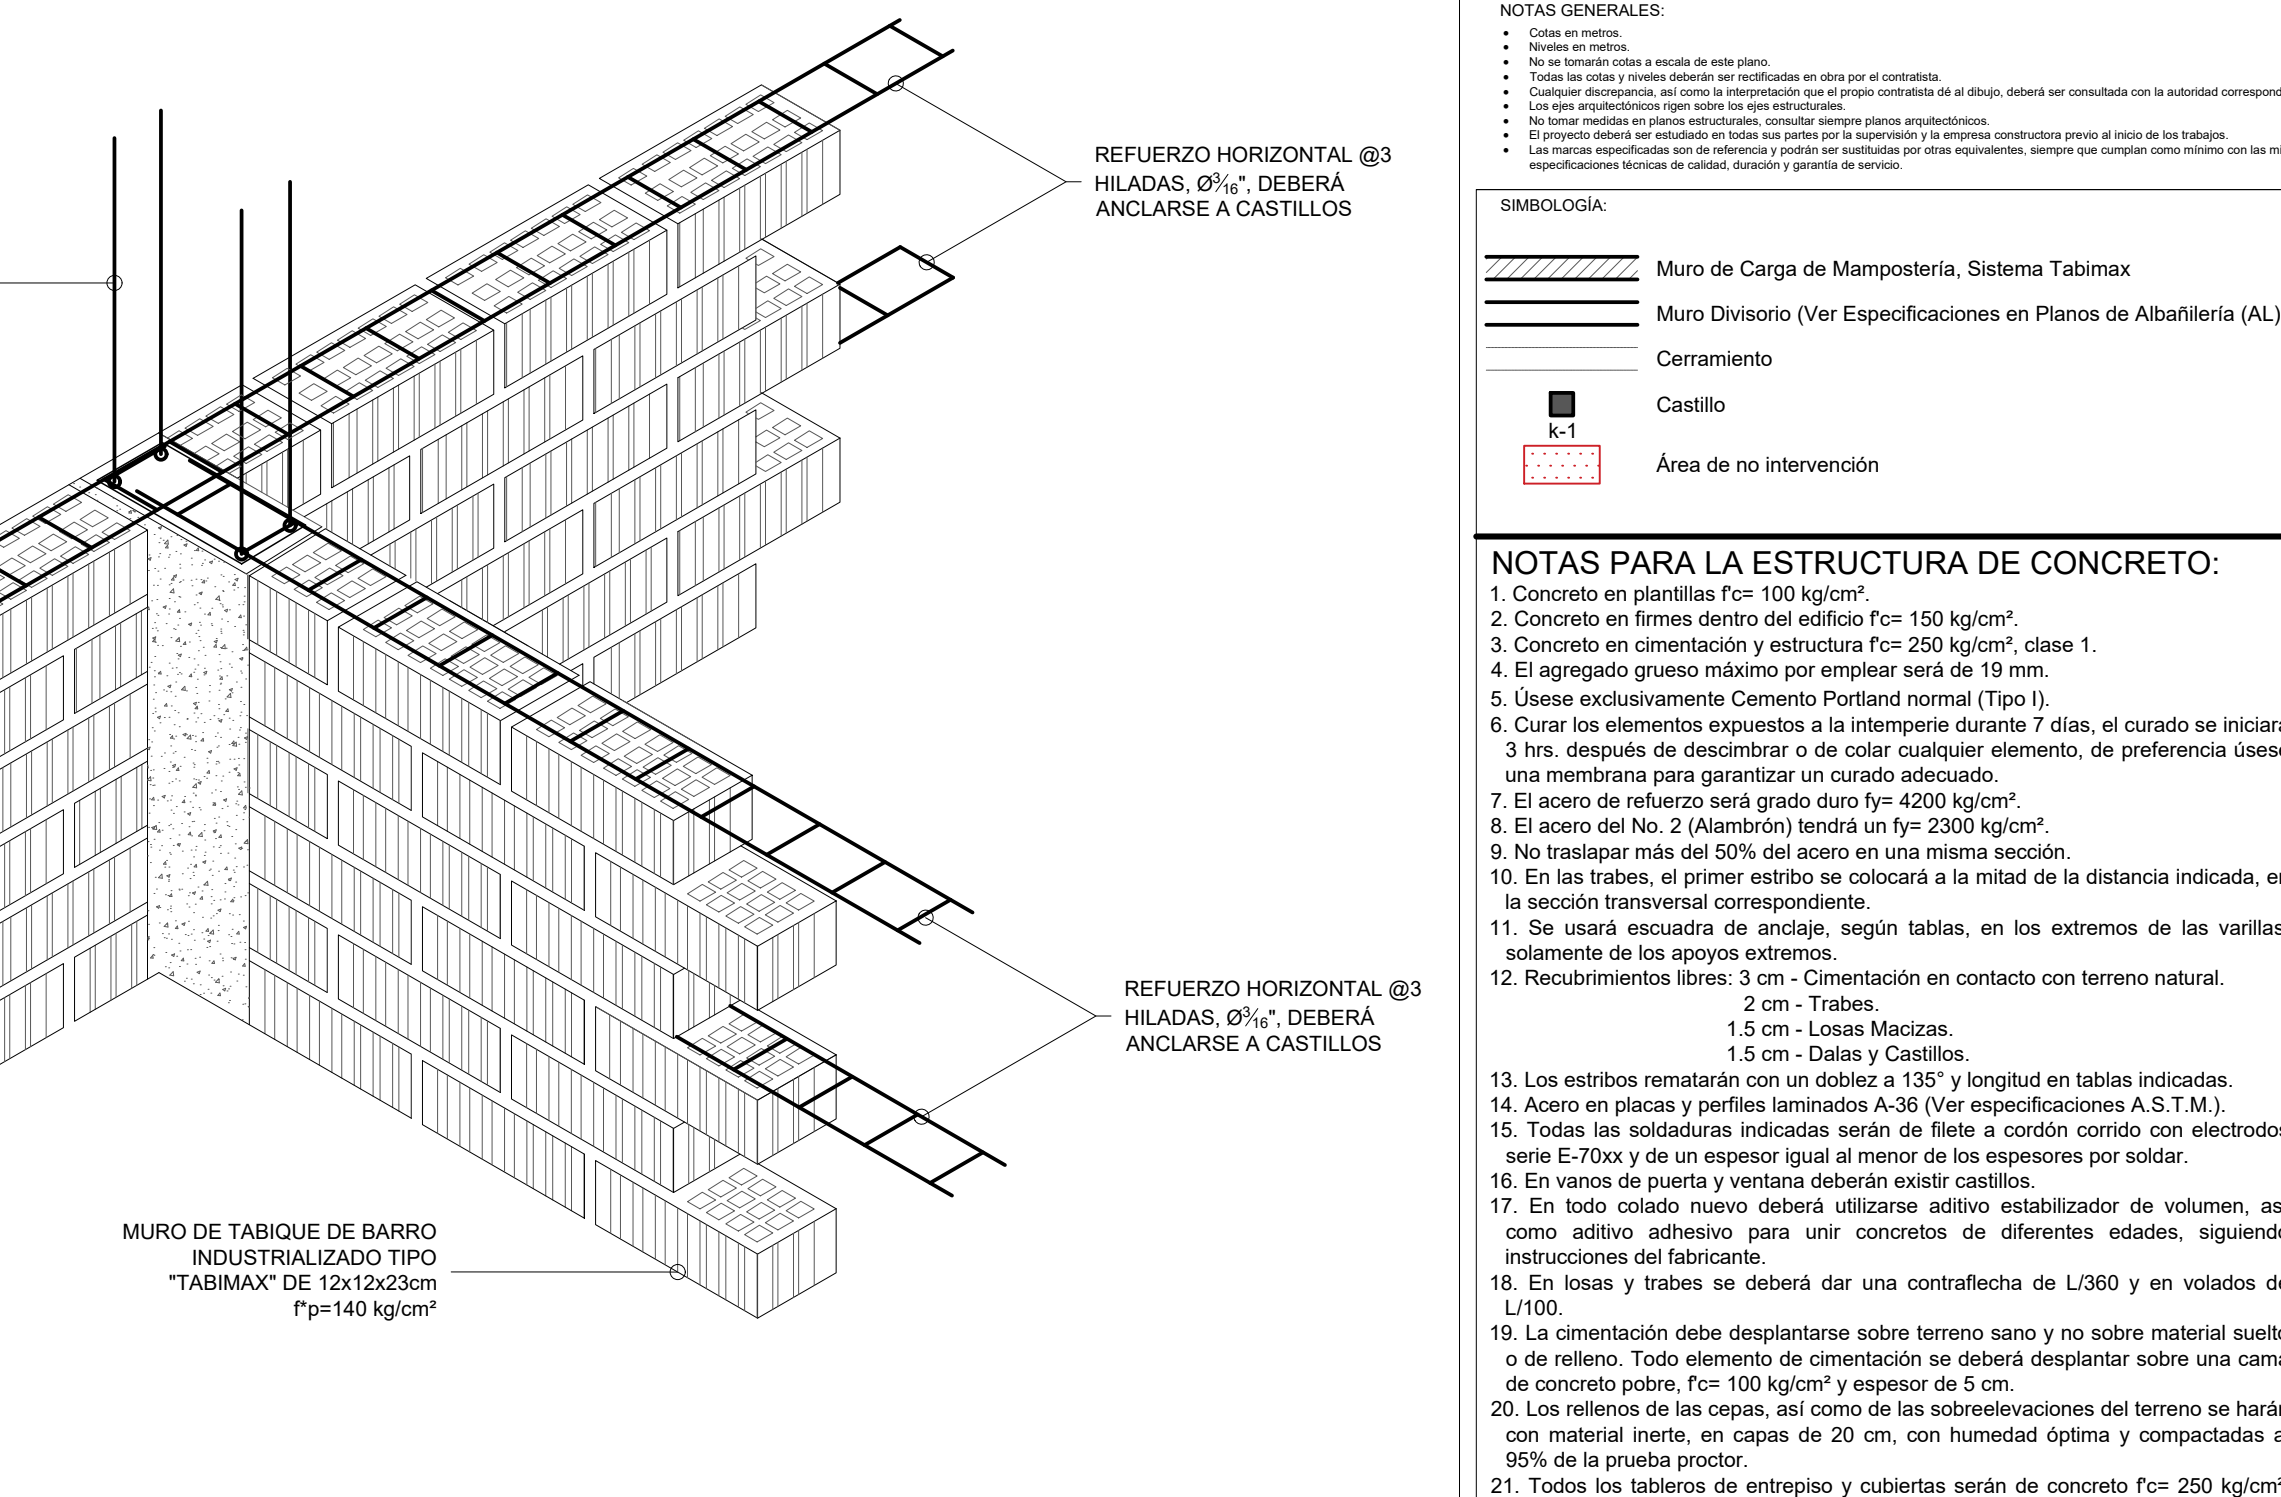 REFUERZO HORIZONTAL @3
HILADAS, Ø3⁄16", DEBERÁ
ANCLARSE A CASTILLOS
REFUERZO HORIZONTAL @3
HILADAS, Ø3⁄16", DEBERÁ
ANCLARSE A CASTILLOS
MURO DE TABIQUE DE BARRO
INDUSTRIALIZADO TIPO
"TABIMAX" DE 12x12x23cm
f*p=140 kg/cm²
NOTAS GENERALES:
• Cotas en metros.
• Niveles en metros.
• No se tomarán cotas a escala de este plano.
• Todas las cotas y niveles deberán ser rectificadas en obra por el contratista.
• Cualquier discrepancia, así como la interpretación que el propio contratista dé al dibujo, deberá ser consultada con la autoridad
• Los ejes arquitectónicos rigen sobre los ejes estructurales.
• No tomar medidas en planos estructurales, consultar siempre planos arquitectónicos.
• El proyecto deberá ser estudiado en todas sus partes por la supervisión y la empresa constructora previo al inicio de los trabajos.
• Las marcas especificadas son de referencia y podrán ser sustituidas por otras equivalentes, siempre que cumplan como mínimo con las
especificaciones técnicas de calidad, duración y garantía de servicio.
SIMBOLOGÍA:
Muro de Carga de Mampostería, Sistema Tabimax
Muro Divisorio (Ver Especificaciones en Planos de Albañilería (AL)
Cerramiento
Castillo
k-1
Área de no intervención
NOTAS PARA LA ESTRUCTURA DE CONCRETO:
1. Concreto en plantillas f'c= 100 kg/cm².
2. Concreto en firmes dentro del edificio f'c= 150 kg/cm².
3. Concreto en cimentación y estructura f'c= 250 kg/cm², clase 1.
4. El agregado grueso máximo por emplear será de 19 mm.
5. Úsese exclusivamente Cemento Portland normal (Tipo I).
6. Curar los elementos expuestos a la intemperie durante 7 días, el curado se iniciará
3 hrs. después de descimbrar o de colar cualquier elemento, de preferencia úsese
una membrana para garantizar un curado adecuado.
7. El acero de refuerzo será grado duro fy= 4200 kg/cm².
8. El acero del No. 2 (Alambrón) tendrá un fy= 2300 kg/cm².
9. No traslapar más del 50% del acero en una misma sección.
10. En las trabes, el primer estribo se colocará a la mitad de la distancia indicada, en
la sección transversal correspondiente.
11. Se usará escuadra de anclaje, según tablas, en los extremos de las varillas
solamente de los apoyos extremos.
12. Recubrimientos libres: 3 cm - Cimentación en contacto con terreno natural.
2 cm - Trabes.
1.5 cm - Losas Macizas.
1.5 cm - Dalas y Castillos.
13. Los estribos rematarán con un doblez a 135° y longitud en tablas indicadas.
14. Acero en placas y perfiles laminados A-36 (Ver especificaciones A.S.T.M.).
15. Todas las soldaduras indicadas serán de filete a cordón corrido con electrodos
serie E-70xx y de un espesor igual al menor de los espesores por soldar.
16. En vanos de puerta y ventana deberán existir castillos.
17. En todo colado nuevo deberá utilizarse aditivo estabilizador de volumen,
como aditivo adhesivo para unir concretos de diferentes edades, siguiendo
instrucciones del fabricante.
18. En losas y trabes se deberá dar una contraflecha de L/360 y en volados de
L/100.
19. La cimentación debe desplantarse sobre terreno sano y no sobre material suelto
o de relleno. Todo elemento de cimentación se deberá desplantar sobre una cama
de concreto pobre, f'c= 100 kg/cm² y espesor de 5 cm.
20. Los rellenos de las cepas, así como de las sobreelevaciones del terreno se harán
con material inerte, en capas de 20 cm, con humedad óptima y compactadas
95% de la prueba proctor.
21. Todos los tableros de entrepiso y cubiertas serán de concreto f'c= 250 kg/cm²